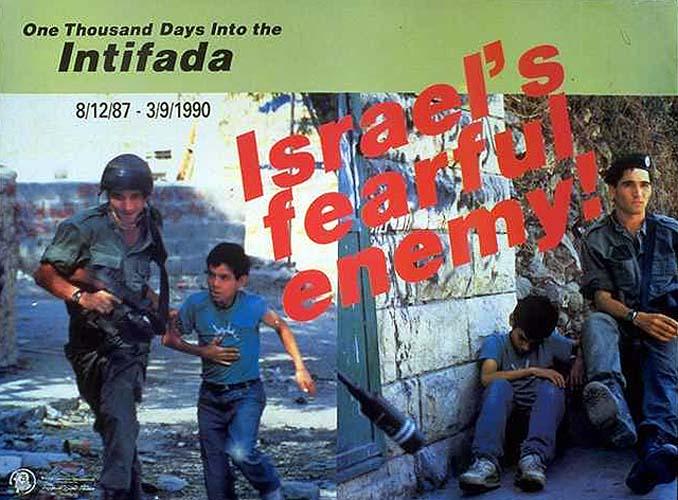 One Thousand Days Into the
Intifada
8/12/87 - 3/9/1990
Israel's
fearful
enemy!